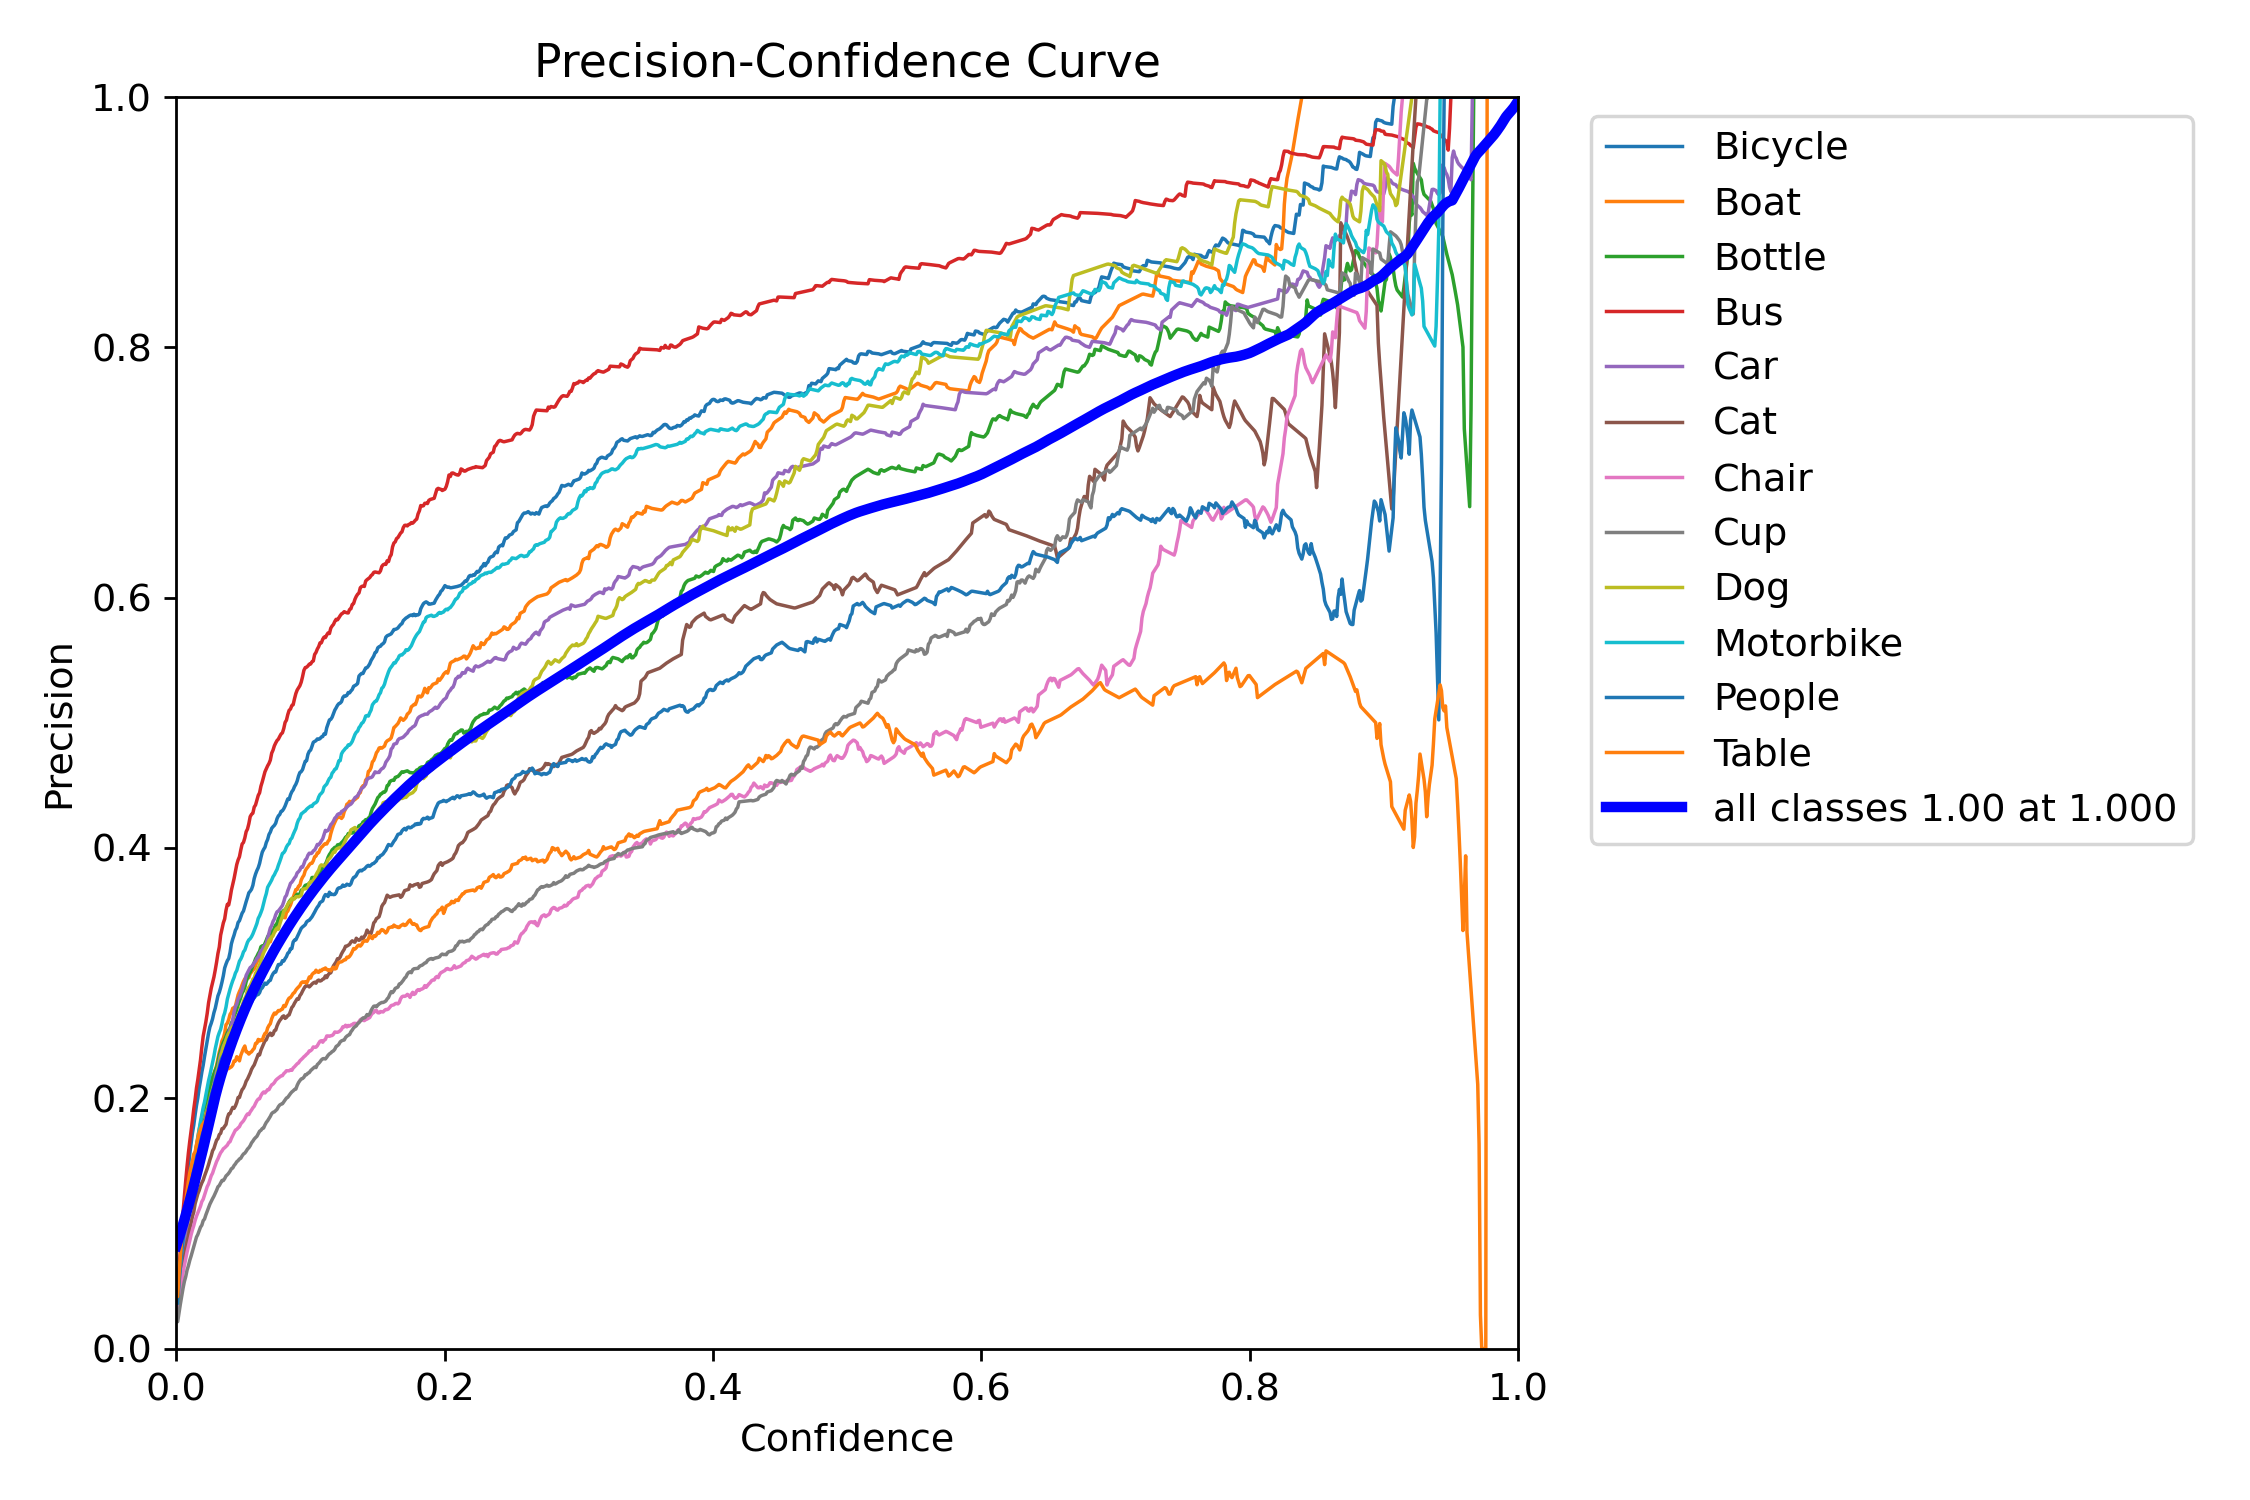 Precision-Confidence Curve
1.0
0.8
0.6
0.4
0.2
0.0
Precision
0.0 0.2 0.4 0.6 0.8 1.0
Confidence
Bicycle
Boat
Bottle
Bus
Car
Cat
Chair
Cup
Dog
Motorbike
People
Table
all classes 1.00 at 1.000